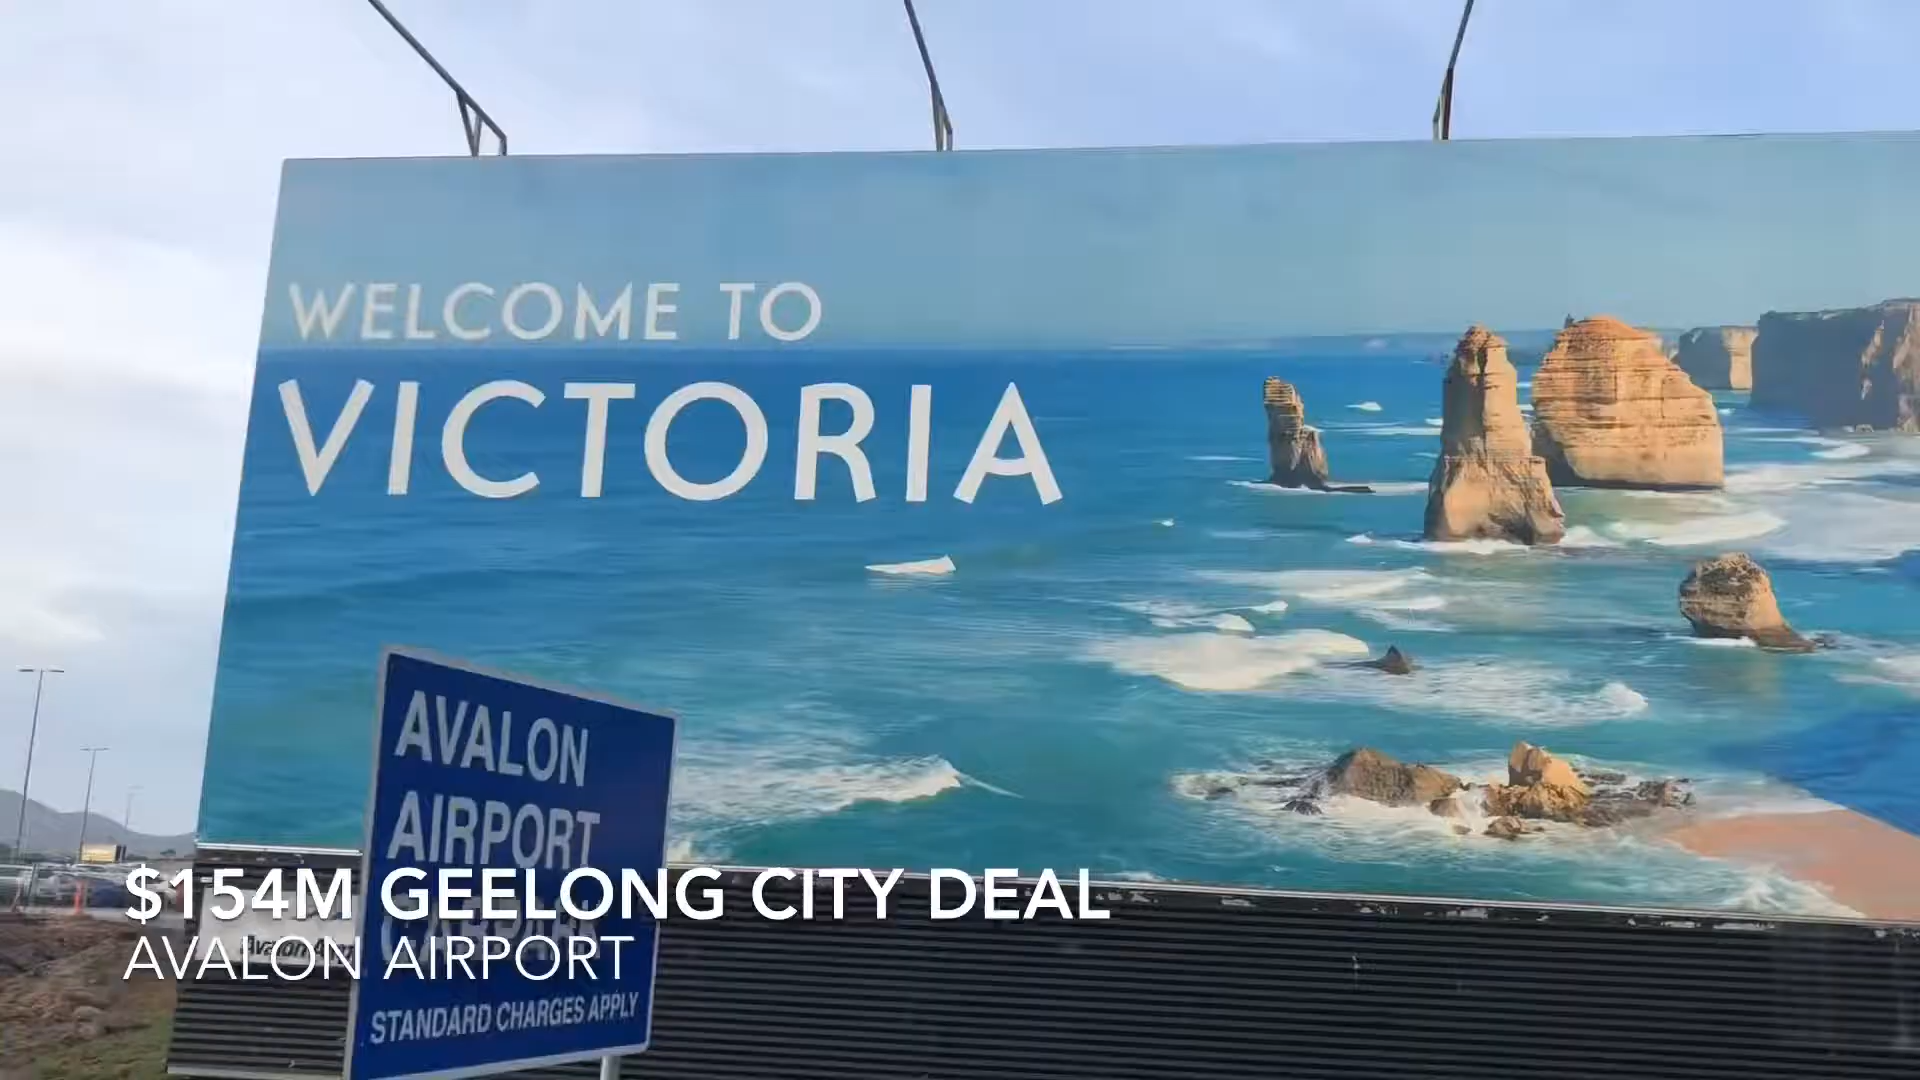 WELCOME TO
VICTORIA
AVALON
AIRPORT
$154M GEELONG CITY DEAL
AVALON AIRPORT
STANDARD CHARGES APPLY